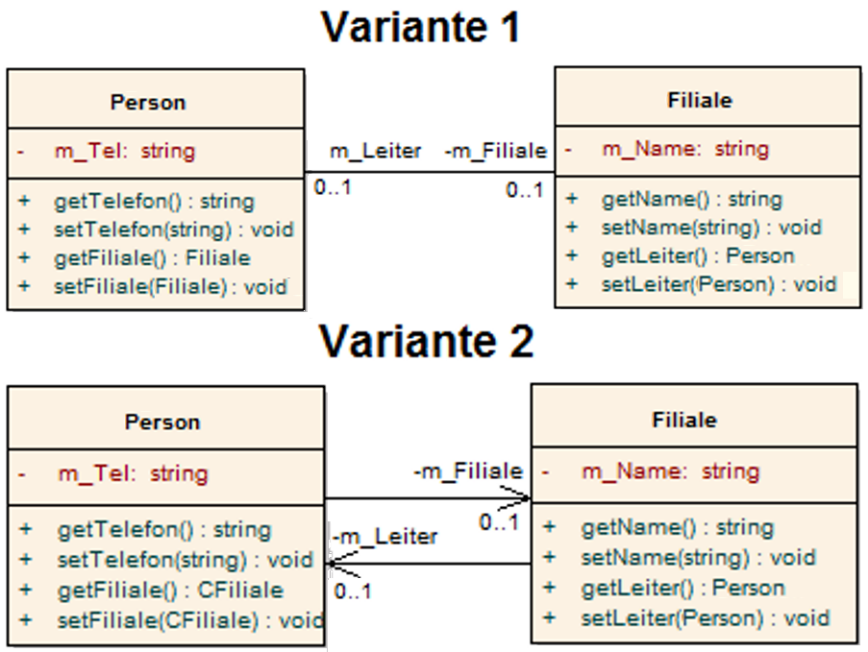 Variante 1
Person
- m_Tel: string
+ getTelefon() : string
+ setTelefon(string) : void
+ getFiliale() : Filiale
+ setFiliale(Filiale) : void
m_Leiter -m_Filiale
0..1 0..1
Filiale
- m_Name: string
+ getName() : string
+ setName(string) : void
+ getLeiter() : Person
+ setLeiter(Person) : void
Variante 2
Person
- m_Tel: string
+ getTelefon() : string
+ setTelefon(string) : void
+ getFiliale() : CFiliale
+ setFiliale(CFiliale) : void
-m_Filiale
0..1
-m_Leiter
0..1
Filiale
- m_Name: string
+ getName() : string
+ setName(string) : void
+ getLeiter() : Person
+ setLeiter(Person) : void